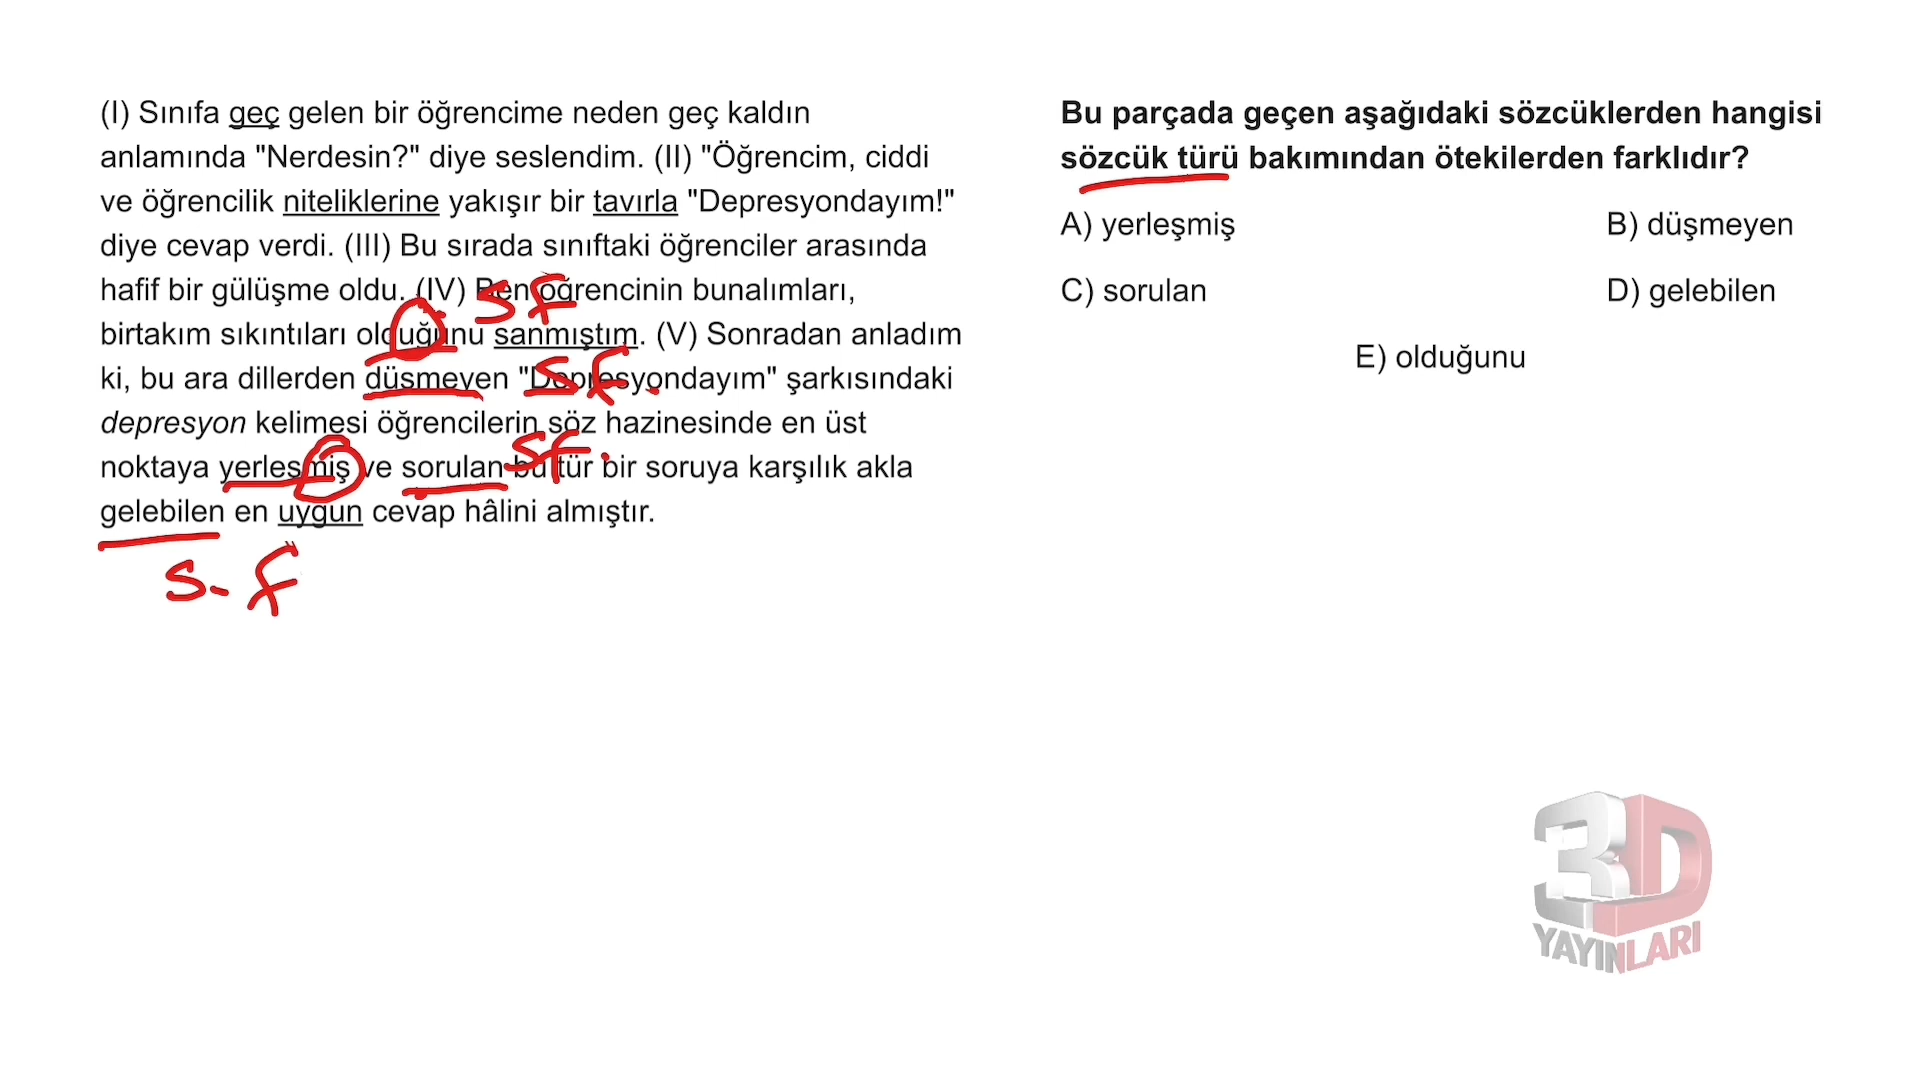 (I) Sınıfa geç gelen bir öğrencime neden geç kaldın
anlamında "Nerdesin?" diye seslendim. (II) "Öğrencim, ciddi
ve öğrencilik niteliklerine yakışır bir tavırla "Depresyondayım!"
diye cevap verdi. (III) Bu sırada sınıftaki öğrenciler arasında
hafif bir gülüşme oldu. (IV) Ben öğrencinin bunalımları,
birtakım sıkıntıları olduğunu sanmıştım. (V) Sonradan anladım
ki, bu ara dillerden düşmeyen "Depresyondayım" şarkısındaki
depresyon kelimesi öğrencilerin söz hazinesinde en üst
noktaya yerleşmiş ve sorulan bu tür bir soruya karşılık akla
gelebilen en uygun cevap hâlini almıştır.
SF
SF.
SF.
S.F
Bu parçada geçen aşağıdaki sözcüklerden hangisi
sözcük türü bakımından ötekilerden farklıdır?
A) yerleşmiş B) düşmeyen
C) sorulan D) gelebilen
E) olduğunu
3D
YAYINLARI